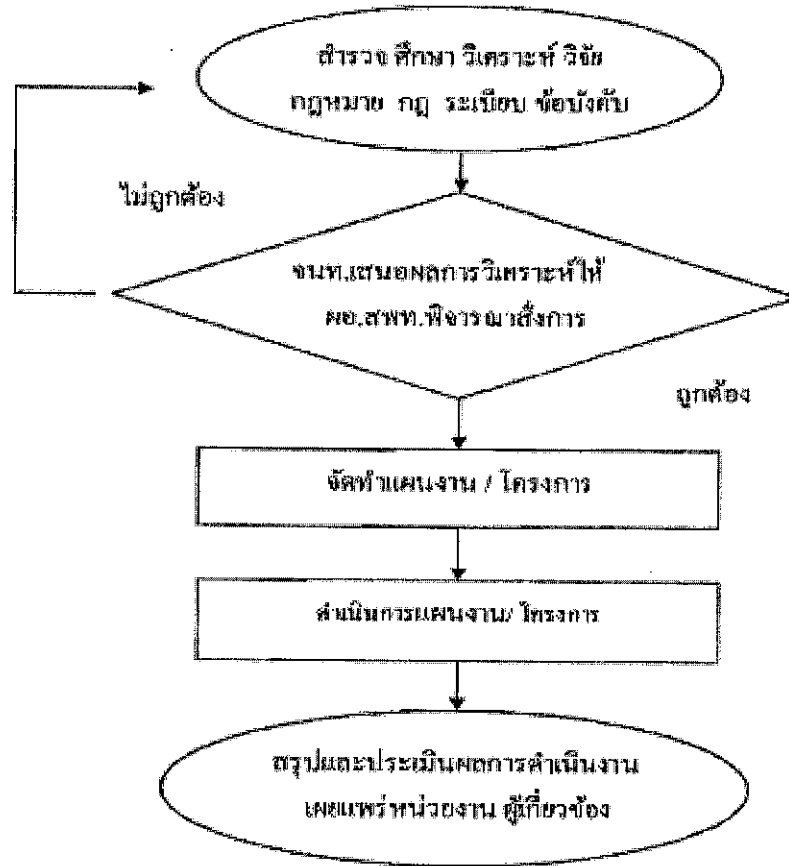 สำรวจ ศึกษา วิเคราะห์ วิจัย
กฎหมาย กฎ ระเบียบ ข้อบังคับ
ไม่ถูกต้อง
จนท.เสนอผลการวิเคราะห์ให้
ผอ.สพท.พิจารณาสั่งการ
ถูกต้อง
จัดทำแผนงาน / โครงการ
ดำเนินการแผนงาน/ โครงการ
สรุปและประเมินผลการดำเนินงาน
เผยแพร่หน่วยงาน ผู้เกี่ยวข้อง